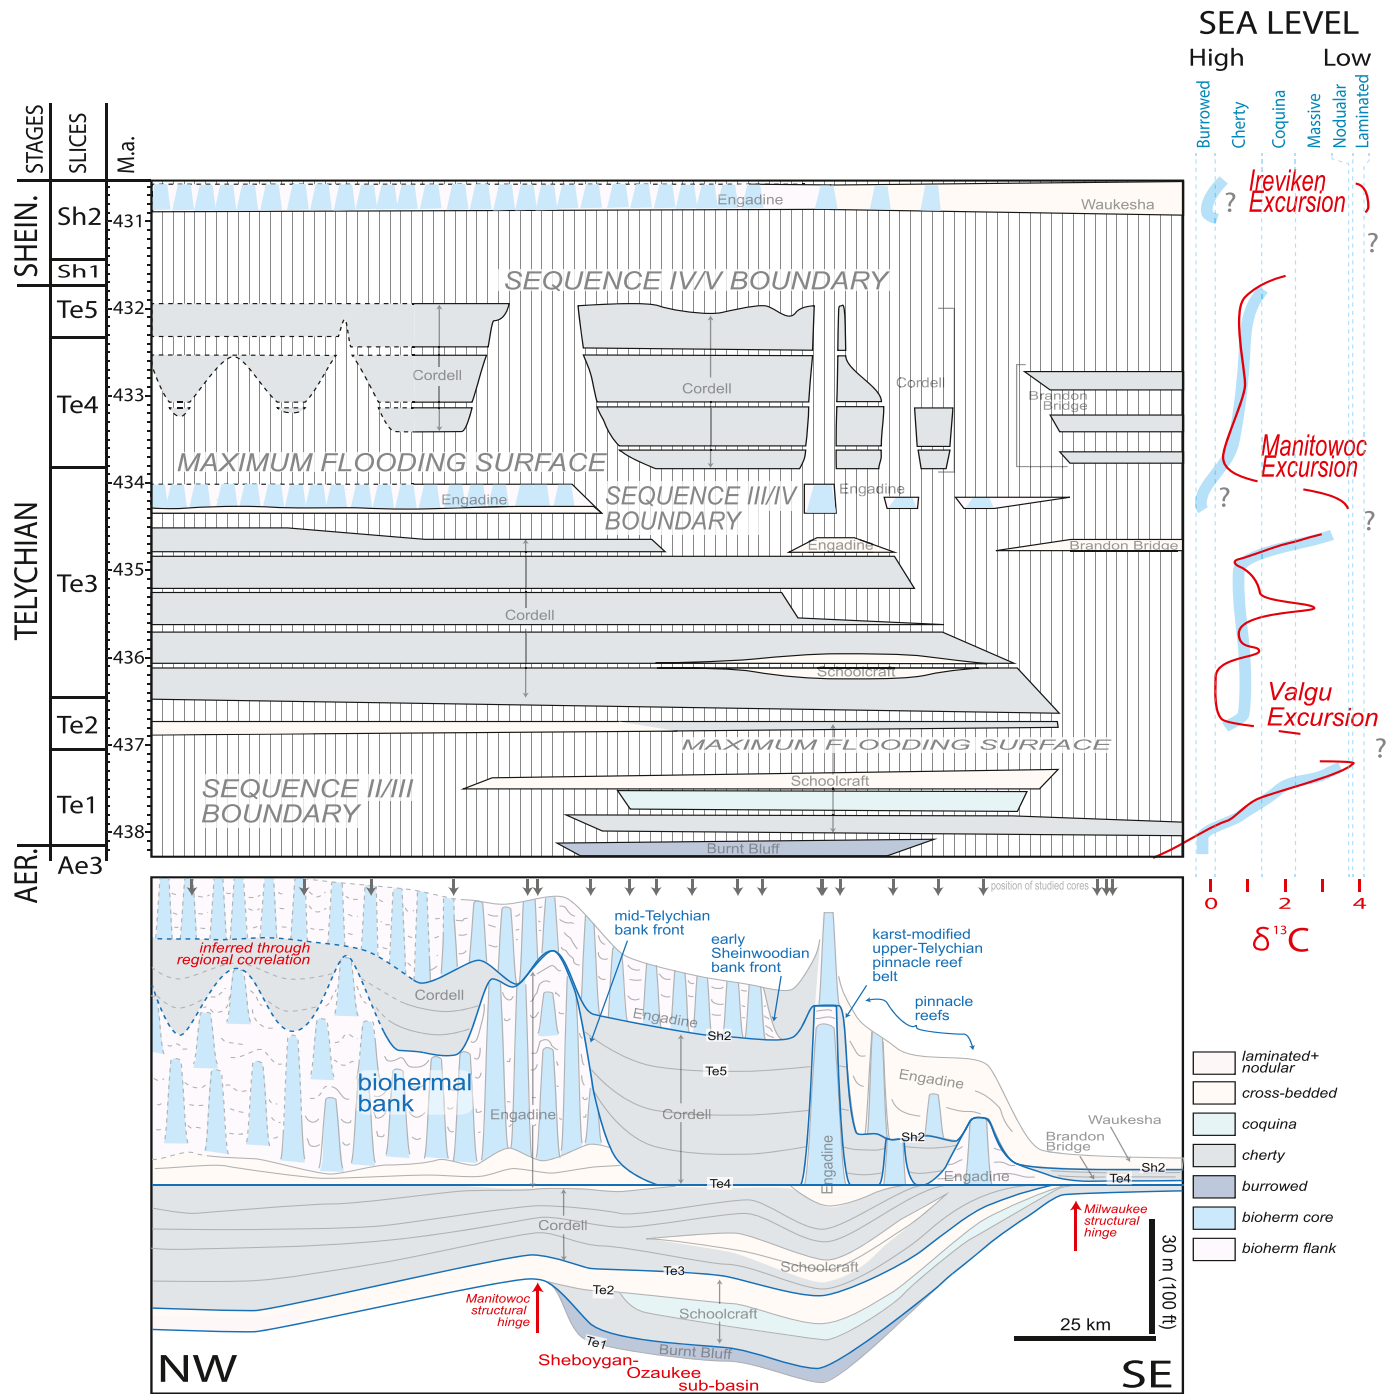 SEA LEVEL
High
Low
Burrowed
Cherty
Coquina
Massive
Nodualar
Laminated
STAGES
SLICES
M.a.
SHEIN.
TELYCHIAN
AER.
Sh2
Sh1
Te5
Te4
Te3
Te2
Te1
Ae3
431
432
433
434
435
436
437
438
Engadine
Waukesha
SEQUENCE IV/V BOUNDARY
Cordell
Cordell
Cordell
Brandon
Bridge
MAXIMUM FLOODING SURFACE
Engadine
SEQUENCE III/IV
BOUNDARY
Engadine
Engadine
Brandon Bridge
Cordell
Schoolcraft
MAXIMUM FLOODING SURFACE
SEQUENCE II/III
BOUNDARY
Schoolcraft
Burnt Bluff
Ireviken
Excursion
?
?
Manitowoc
Excursion
?
?
Valgu
Excursion
?
0
2
4
δ¹³C
position of studied cores
inferred through
regional correlation
Cordell
mid-Telychian
bank front
early
Sheinwoodian
bank front
karst-modified
upper-Telychian
pinnacle reef
belt
pinnacle
reefs
Engadine
Sh2
Te5
Cordell
biohermal
bank
Engadine
Engadine
Engadine
Sh2
Engadine
Waukesha
Brandon
Bridge
Sh2
Te4
Te4
Cordell
Te3
Schoolcraft
Te2
Schoolcraft
Te1
Burnt Bluff
Manitowoc
structural
hinge
Milwaukee
structural
hinge
Sheboygan-
Ozaukee
sub-basin
25 km
30 m (100 ft)
NW
SE
laminated+
nodular
cross-bedded
coquina
cherty
burrowed
bioherm core
bioherm flank